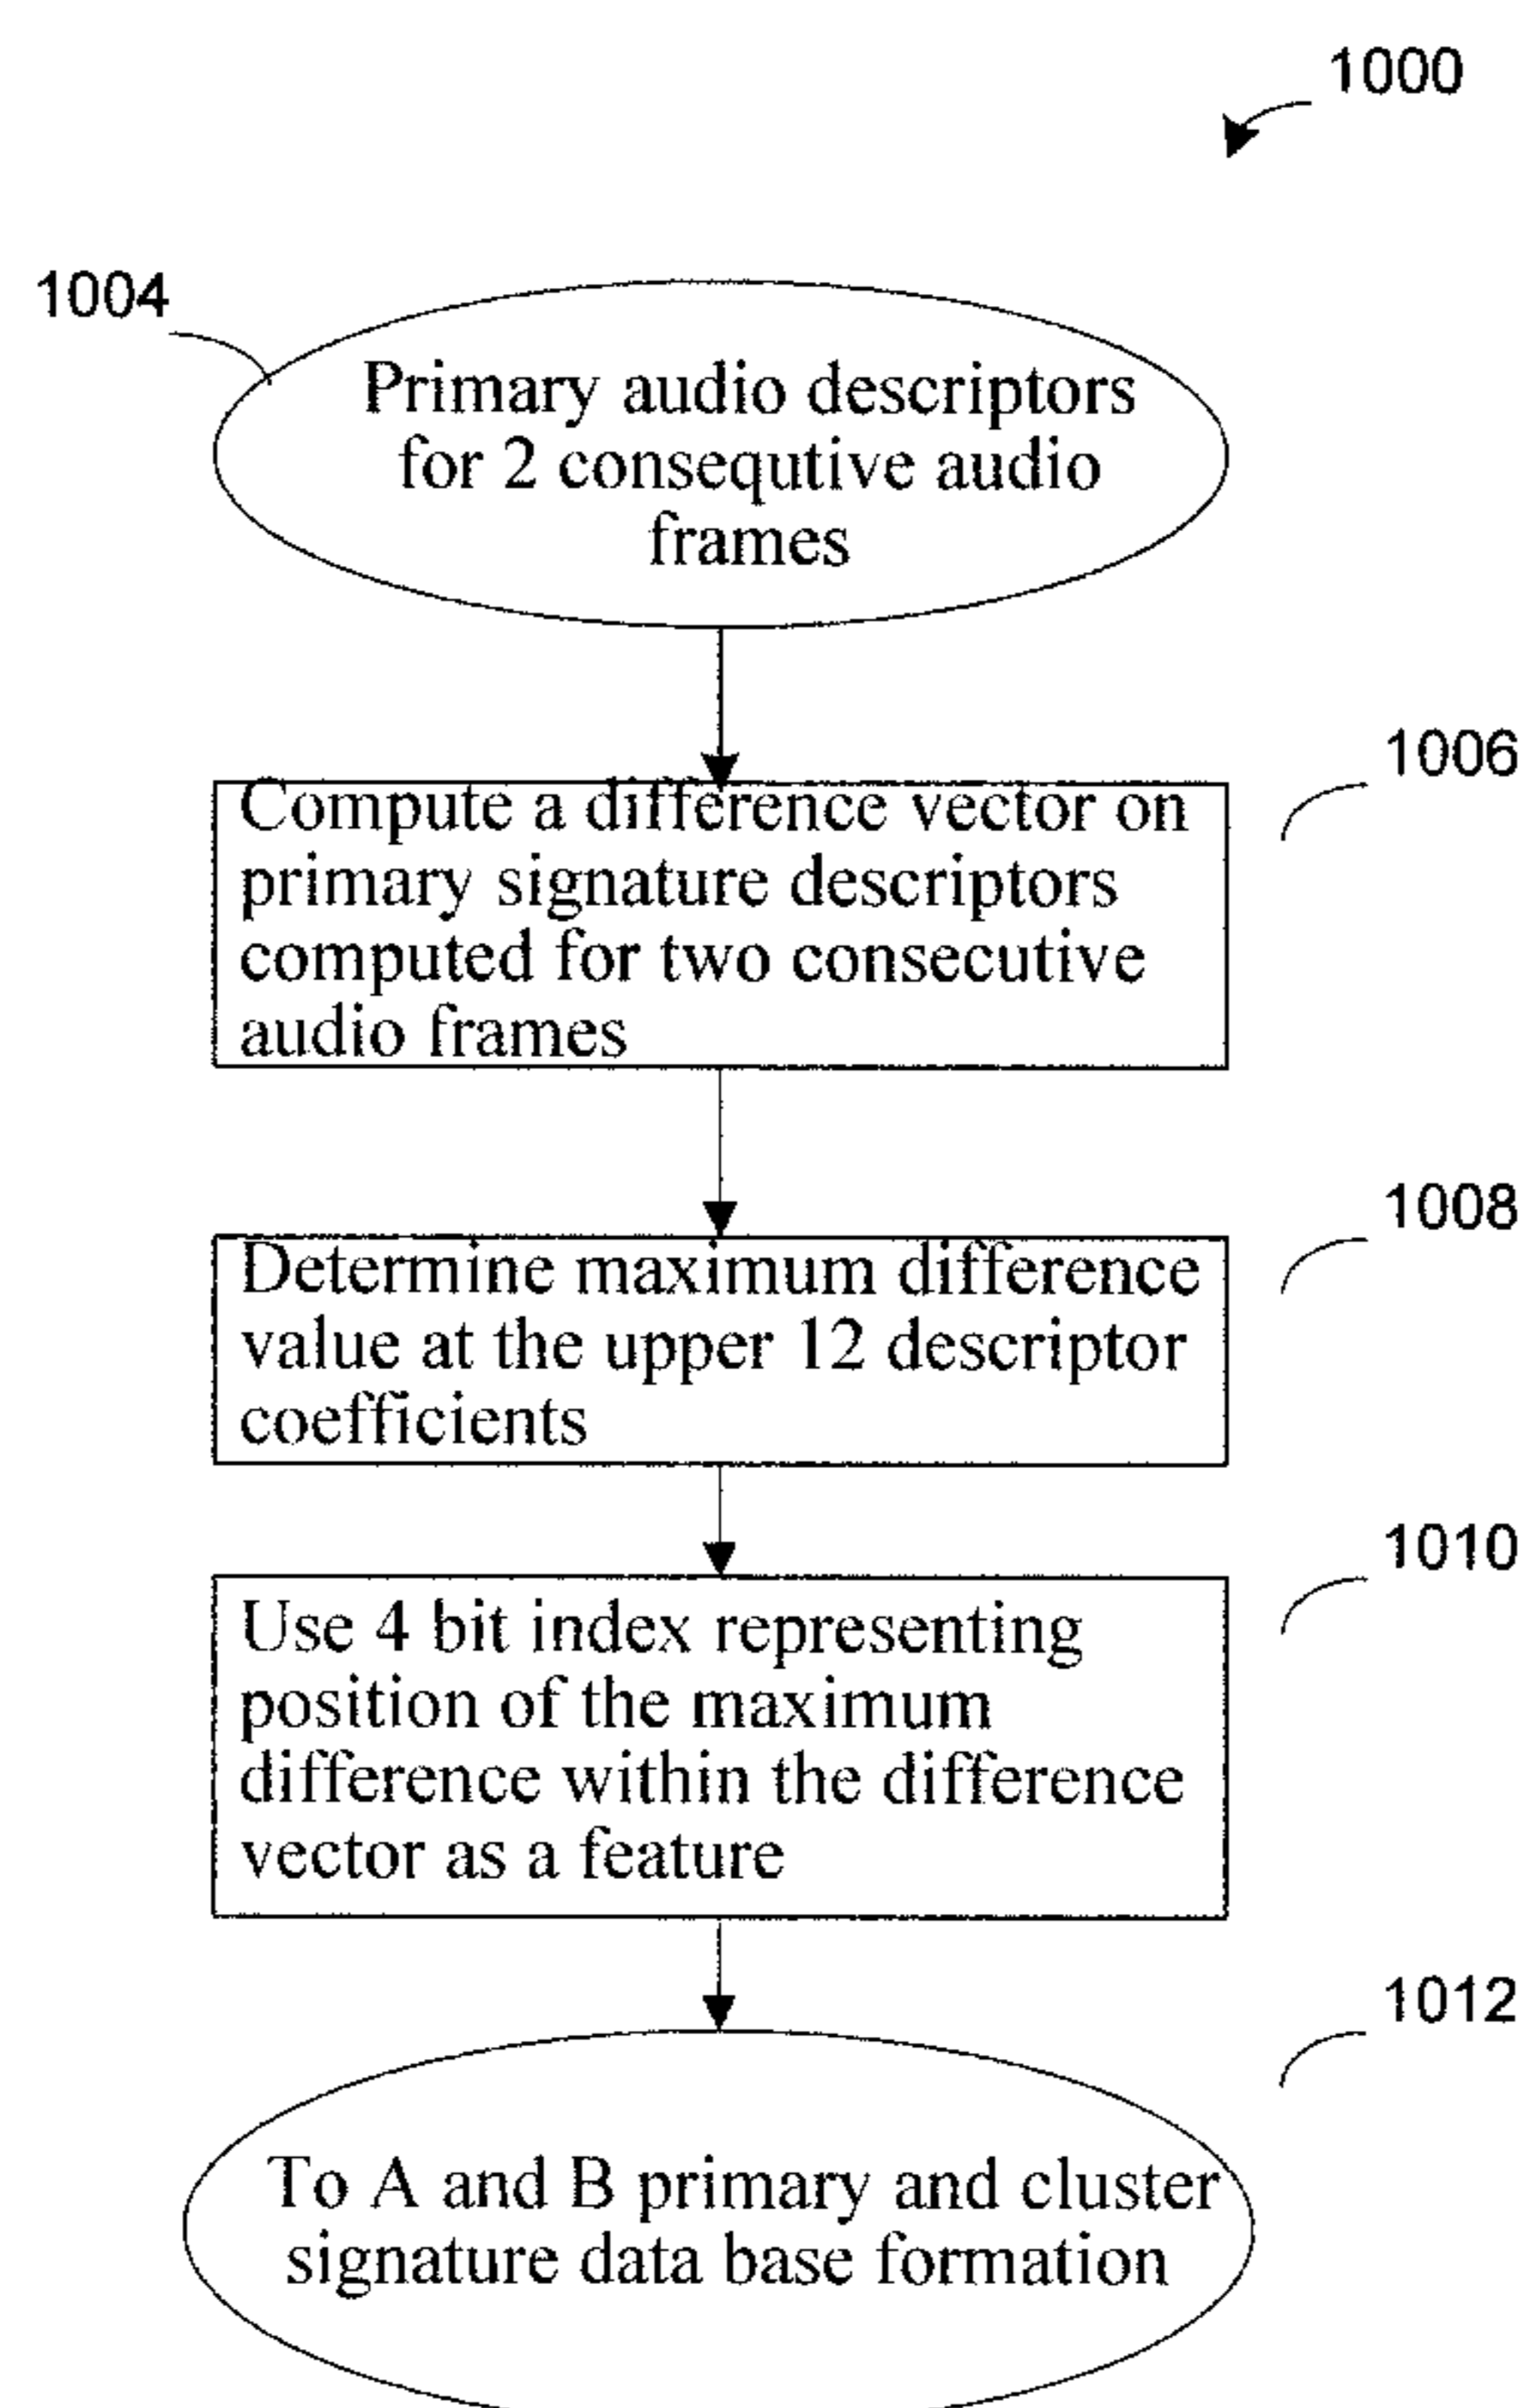 1000
1004
Primary audio descriptors
for 2 consequtive audio
frames
1006
Compute a difference vector on
primary signature descriptors
computed for two consecutive
audio frames
1008
Determine maximum difference
value at the upper 12 descriptor
coefficients
1010
Use 4 bit index representing
position of the maximum
difference within the difference
vector as a feature
1012
To A and B primary and cluster
signature data base formation